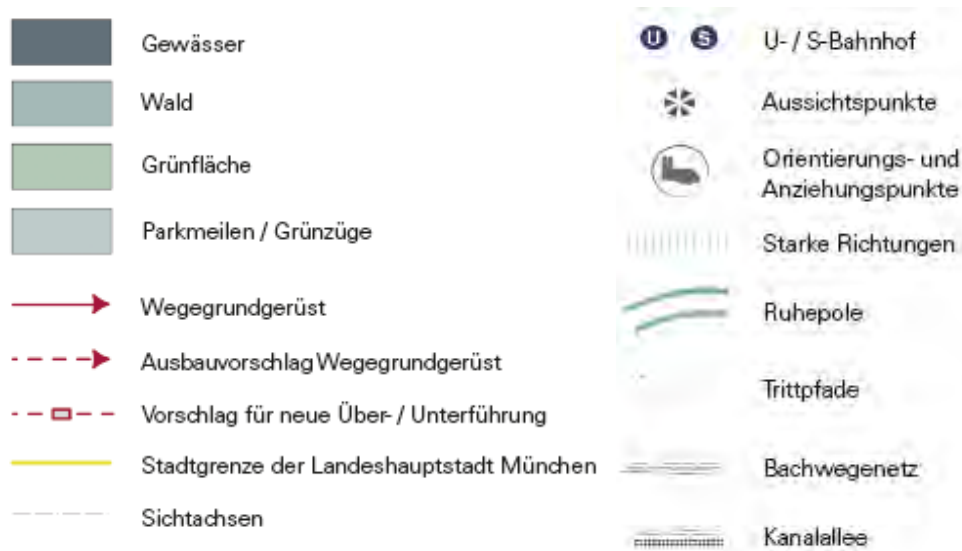 Gewässer
Wald
Grünfläche
Parkmeilen / Grünzüge
Wegegrundgerüst
Ausbauvorschlag Wegegrundgerüst
Vorschlag für neue Über- / Unterführung
Stadtgrenze der Landeshauptstadt München
Sichtachsen
U S U- / S-Bahnhof
Aussichtspunkte
Orientierungs- und
Anziehungspunkte
Starke Richtungen
Ruhepole
Trittpfade
Bachwegenetz
Kanalallee